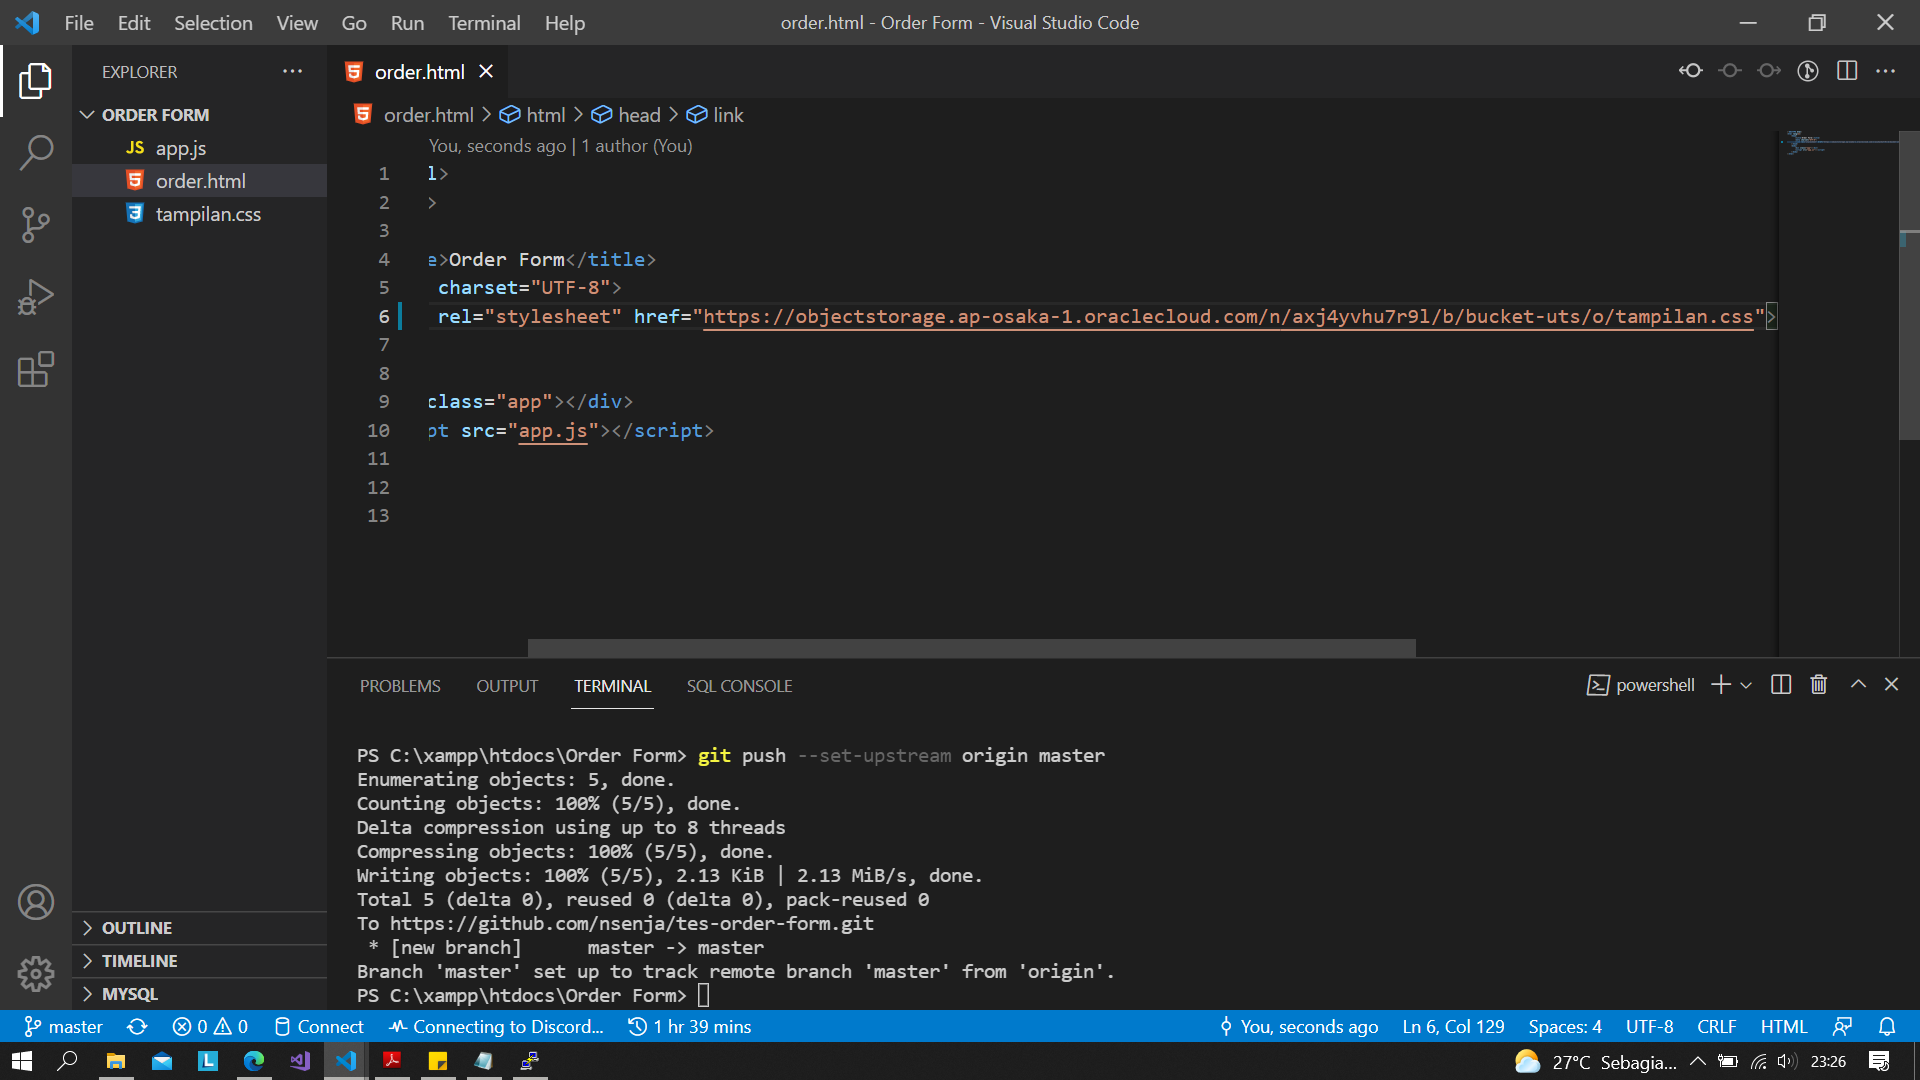 File Edit Selection View Go Run Terminal Help
order.html - Order Form - Visual Studio Code
EXPLORER
ORDER FORM
JS app.js
order.html
tampilan.css
OUTLINE
TIMELINE
MYSQL
order.html
order.html > html > head > link
You, seconds ago | 1 author (You)
1 l>
2 >
3
4 e>Order Form</title>
5 charset="UTF-8">
6 rel="stylesheet" href="https://objectstorage.ap-osaka-1.oraclecloud.com/n/axj4yvhu7r9l/b/bucket-uts/o/tampilan.css">
7
8
9 class="app"></div>
10 pt src="app.js"></script>
11
12
13
PROBLEMS OUTPUT TERMINAL SQL CONSOLE
powershell
PS C:\xampp\htdocs\Order Form> git push --set-upstream origin master
Enumerating objects: 5, done.
Counting objects: 100% (5/5), done.
Delta compression using up to 8 threads
Compressing objects: 100% (5/5), done.
Writing objects: 100% (5/5), 2.13 KiB | 2.13 MiB/s, done.
Total 5 (delta 0), reused 0 (delta 0), pack-reused 0
To https://github.com/nsenja/tes-order-form.git
* [new branch]      master -> master
Branch 'master' set up to track remote branch 'master' from 'origin'.
PS C:\xampp\htdocs\Order Form>
master 0 0 Connect Connecting to Discord... 1 hr 39 mins
You, seconds ago Ln 6, Col 129 Spaces: 4 UTF-8 CRLF HTML
L
27°C Sebagia... 23:26